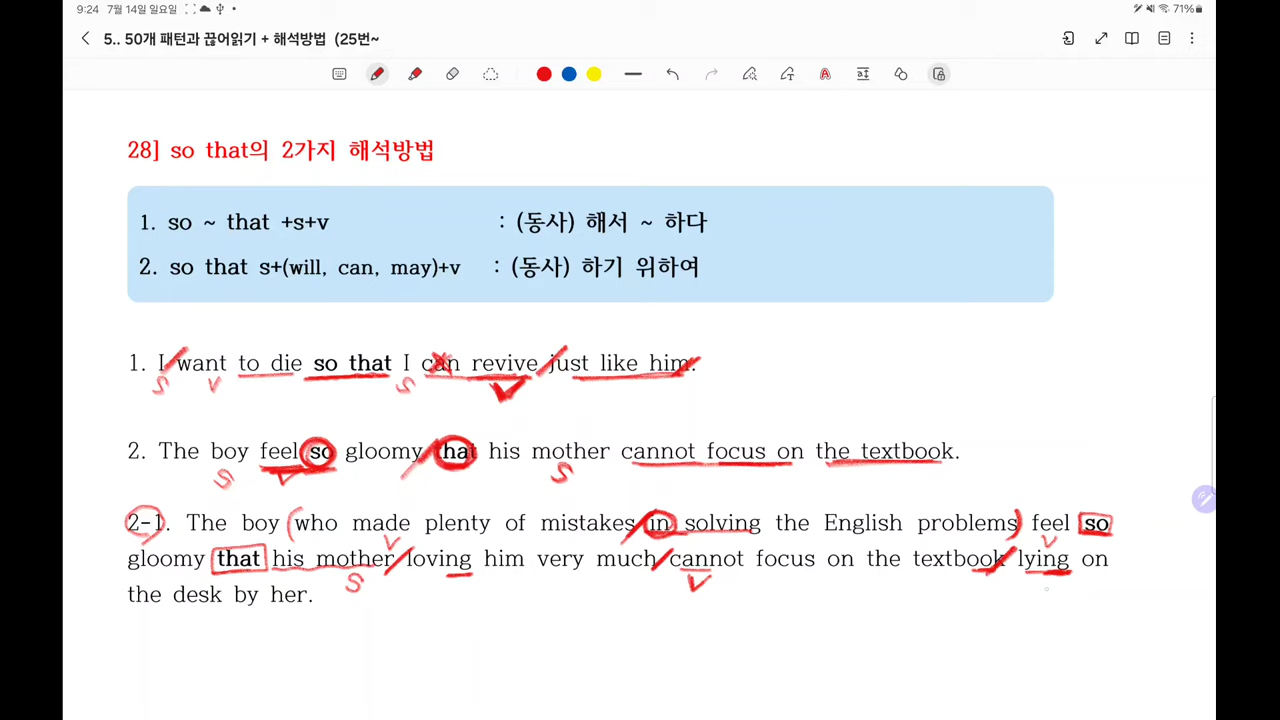 9:24 7월 14일 일요일
71%
5.. 50개 패턴과 끊어읽기 + 해석방법 (25번~
28] so that의 2가지 해석방법
1. so ~ that +s+v : (동사) 해서 ~ 하다
2. so that s+(will, can, may)+v : (동사) 하기 위하여
1. I want to die so that I can revive just like him.
S V S V
2. The boy feel so gloomy that his mother cannot focus on the textbook.
S V S
2-1. The boy (who made plenty of mistakes in solving the English problems) feel so
V V
gloomy that his mother loving him very much cannot focus on the textbook lying on
S V
the desk by her.